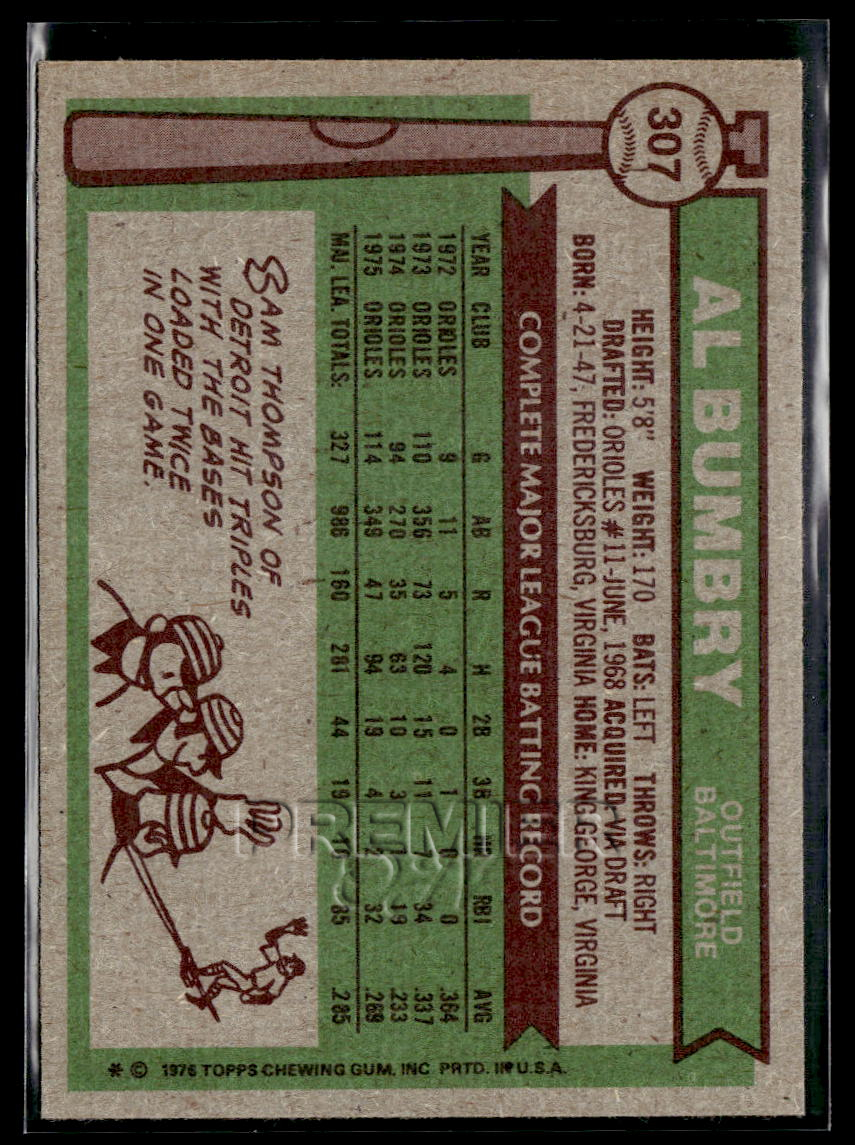 307
AL BUMBRY
OUTFIELD
BALTIMORE
HEIGHT: 5'8" WEIGHT: 170 BATS: LEFT THROWS: RIGHT
DRAFTED: ORIOLES #11-JUNE, 1968 ACQUIRED: VIA DRAFT
BORN: 4-21-47, FREDERICKSBURG, VIRGINIA HOME: KING GEORGE, VIRGINIA
COMPLETE MAJOR LEAGUE BATTING RECORD
YEAR CLUB G AB R H 2B 3B HR RBI AVG
1972 ORIOLES 9 11 5 4 0 1 0 0 .364
1973 ORIOLES 110 356 73 120 15 11 7 34 .337
1974 ORIOLES 94 270 35 63 10 3 1 19 .233
1975 ORIOLES 114 349 47 94 19 4 2 32 .269
MAJ. LEA. TOTALS: 327 986 160 281 44 19 10 85 .285
SAM THOMPSON OF
DETROIT HIT TRIPLES
WITH THE BASES
LOADED TWICE
IN ONE GAME.
* © 1976 TOPPS CHEWING GUM, INC PRTD. IN U.S.A.
PREMIER